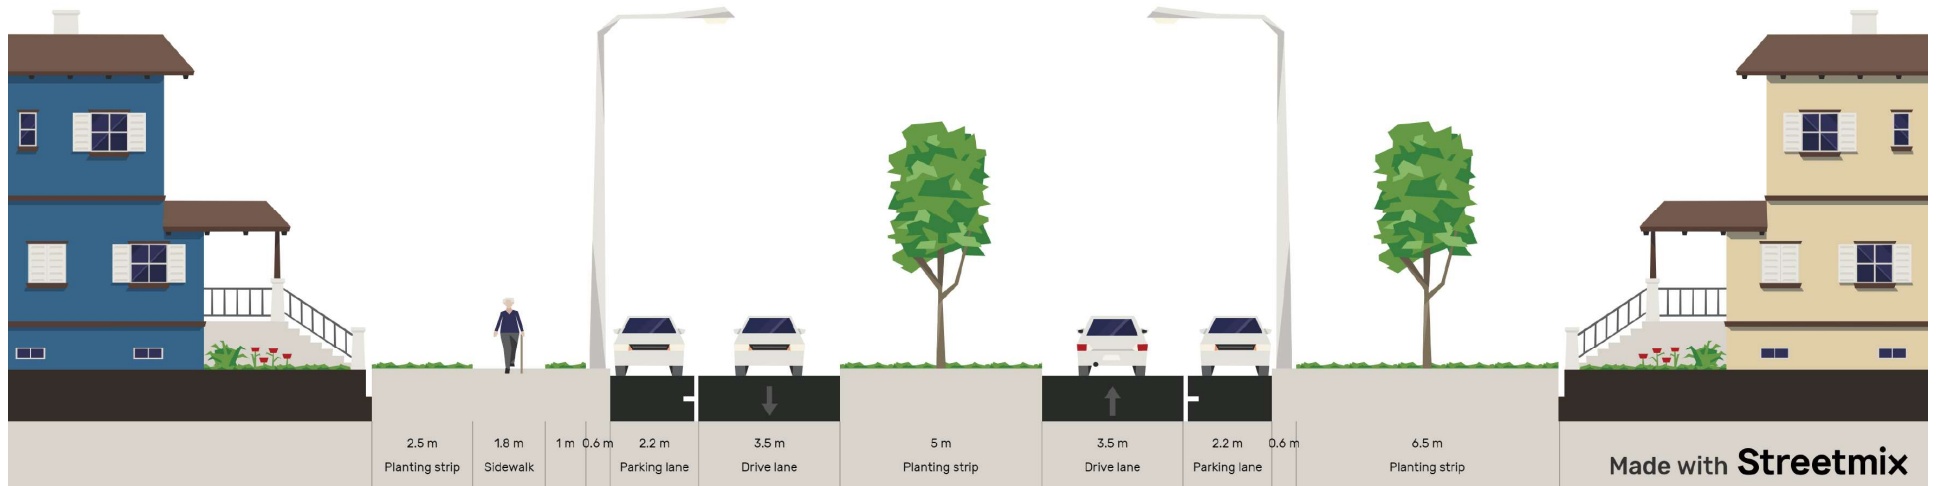 2.5 m
Planting strip
1.8 m
Sidewalk
1 m
0.6 m
2.2 m
Parking lane
3.5 m
Drive lane
5 m
Planting strip
3.5 m
Drive lane
2.2 m
Parking lane
0.6 m
6.5 m
Planting strip
Made with Streetmix